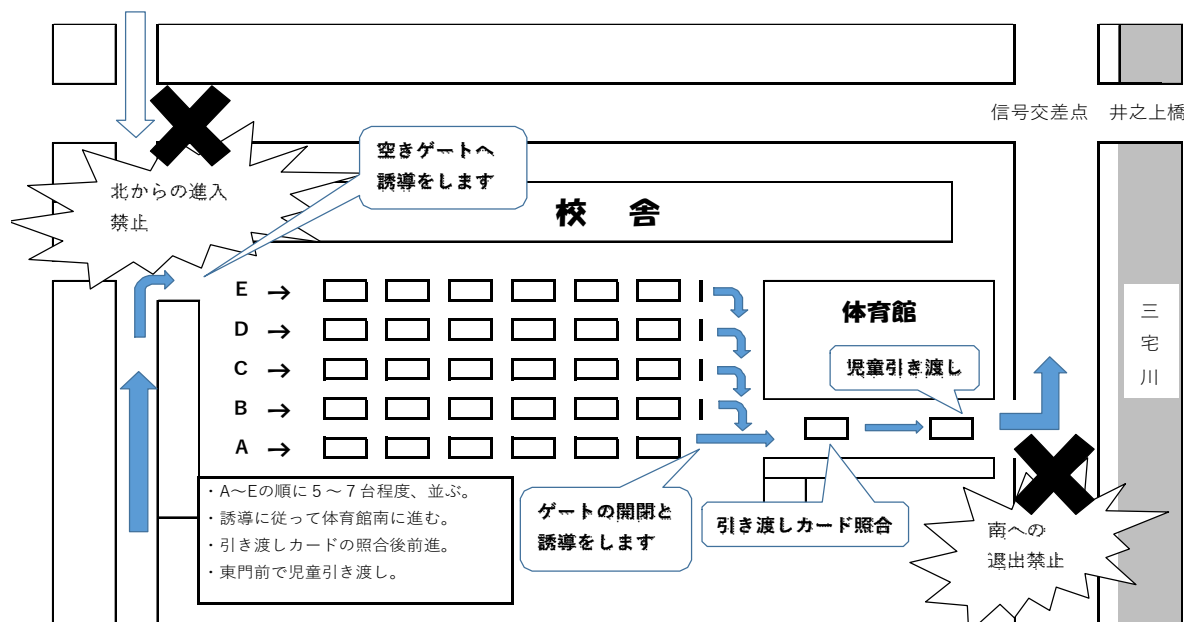 信号交差点　井之上橋
空きゲートへ
誘導をします
北からの進入
禁止
校　舎
E →
D →
C →
B →
A →
体育館
三
宅
川
児童引き渡し
・A～Eの順に５～７台程度、並ぶ。
・誘導に従って体育館南に進む。
・引き渡しカードの照合後前進。
・東門前で児童引き渡し。
ゲートの開閉と
誘導をします
引き渡しカード照合
南への
退出禁止